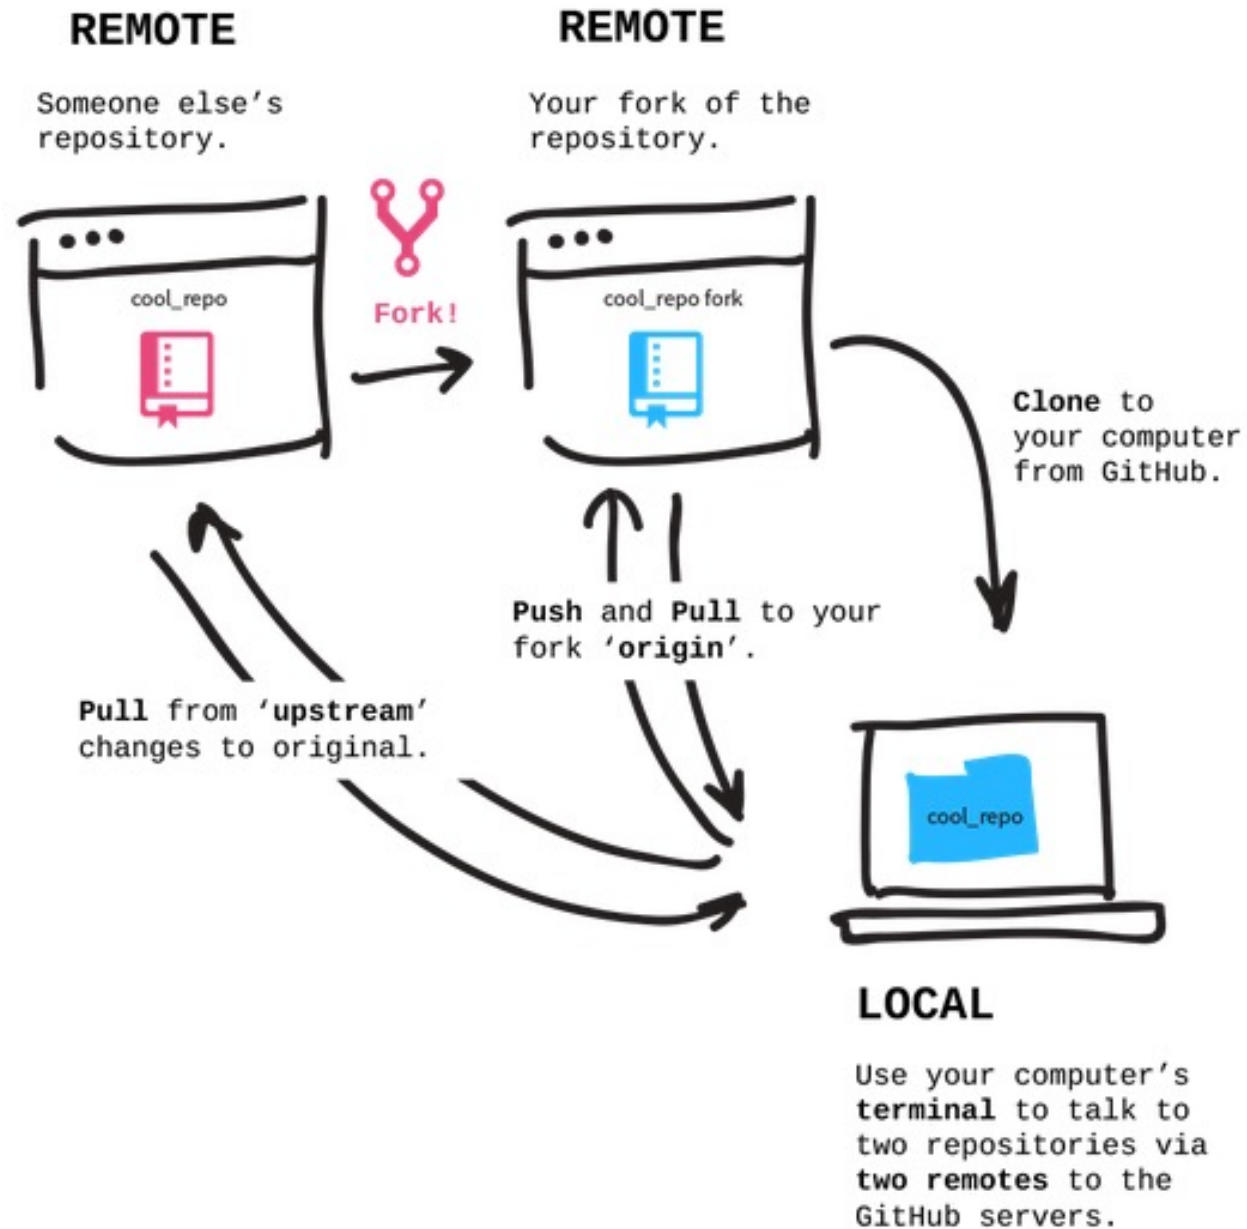 REMOTE
Someone else’s
repository.
REMOTE
Your fork of the
repository.
cool_repo
Fork!
cool_repo fork
Clone to
your computer
from GitHub.
Push and Pull to your
fork ‘origin’.
Pull from ‘upstream’
changes to original.
cool_repo
LOCAL
Use your computer’s
terminal to talk to
two repositories via
two remotes to the
GitHub servers.